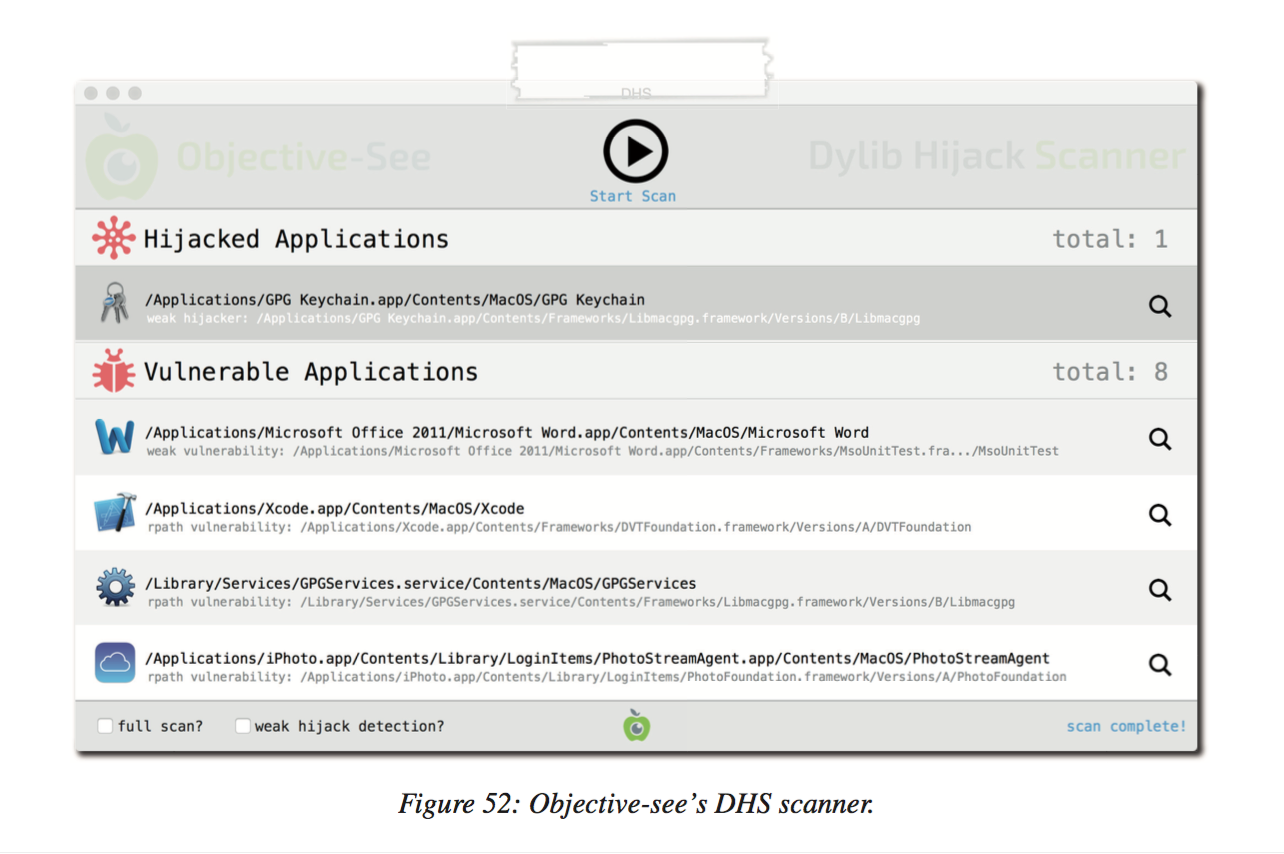 DHS
Objective-See
Start Scan
Dylib Hijack Scanner
Hijacked Applications
total: 1
/Applications/GPG Keychain.app/Contents/MacOS/GPG Keychain
weak hijacker: /Applications/GPG Keychain.app/Contents/Frameworks/Libmacgpg.framework/Versions/B/Libmacgpg
Vulnerable Applications
total: 8
/Applications/Microsoft Office 2011/Microsoft Word.app/Contents/MacOS/Microsoft Word
weak vulnerability: /Applications/Microsoft Office 2011/Microsoft Word.app/Contents/Frameworks/MsoUnitTest.fra.../MsoUnitTest
/Applications/Xcode.app/Contents/MacOS/Xcode
rpath vulnerability: /Applications/Xcode.app/Contents/Frameworks/DVTFoundation.framework/Versions/A/DVTFoundation
/Library/Services/GPGServices.service/Contents/MacOS/GPGServices
rpath vulnerability: /Library/Services/GPGServices.service/Contents/Frameworks/Libmacgpg.framework/Versions/B/Libmacgpg
/Applications/iPhoto.app/Contents/Library/LoginItems/PhotoStreamAgent.app/Contents/MacOS/PhotoStreamAgent
rpath vulnerability: /Applications/iPhoto.app/Contents/Library/LoginItems/PhotoFoundation.framework/Versions/A/PhotoFoundation
full scan?
weak hijack detection?
scan complete!
Figure 52: Objective-see’s DHS scanner.